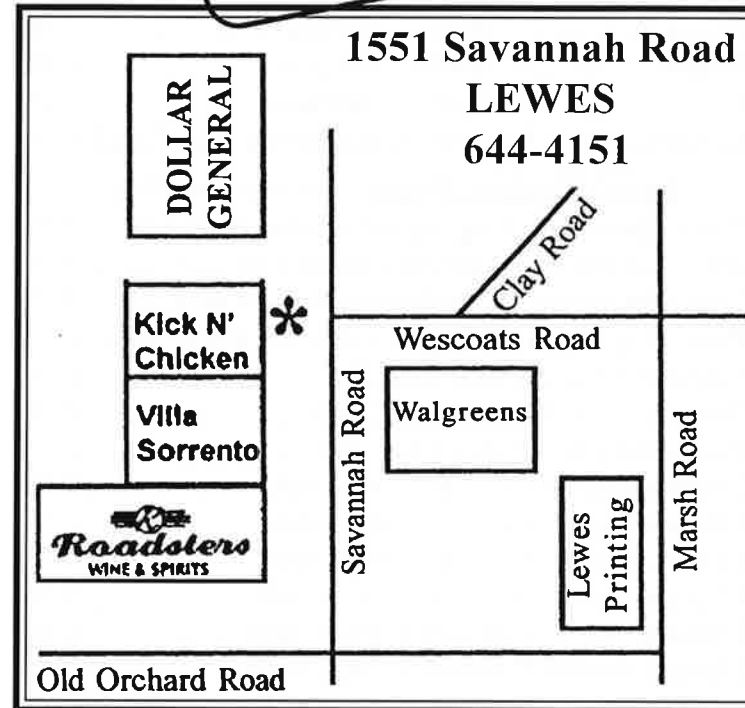 1551 Savannah Road
LEWES
644-4151
DOLLAR
GENERAL
Clay Road
Kick N'
Chicken
*
Wescoats Road
Villa
Sorrento
Savannah Road
Walgreens
Marsh Road
R
Roadsters
WINE & SPIRITS
Lewes
Printing
Old Orchard Road